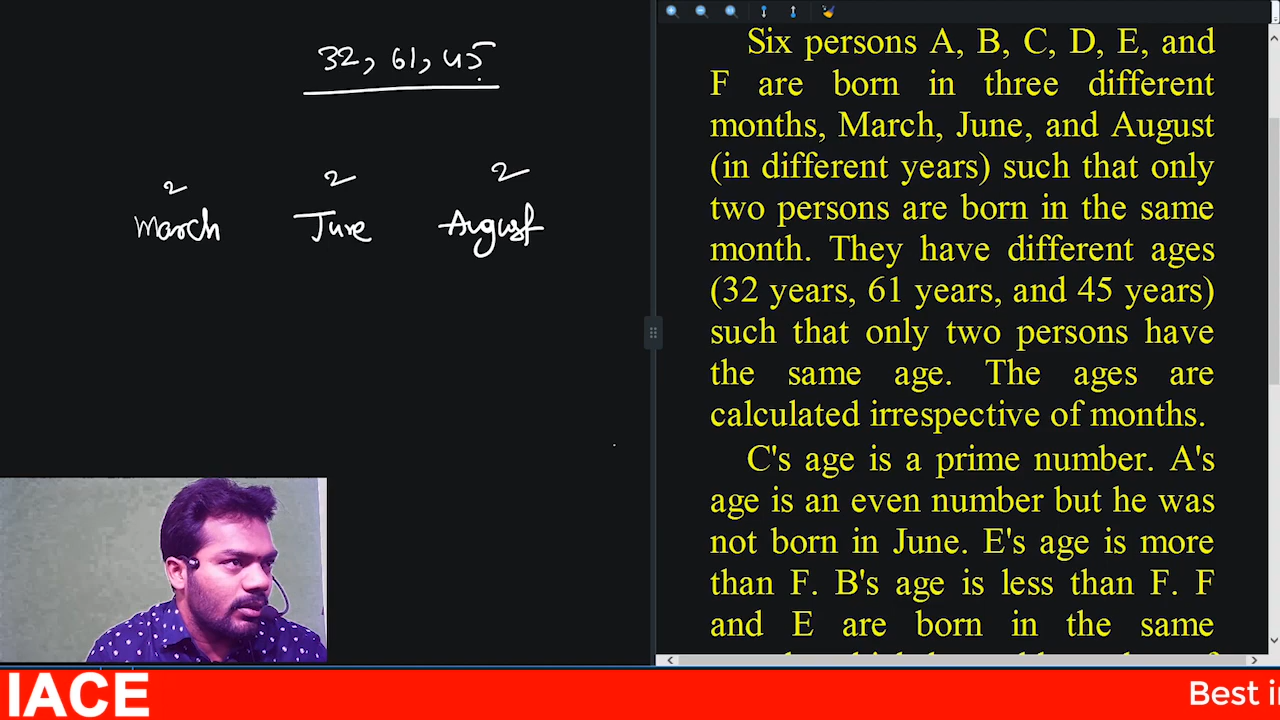 32, 61, 45
2 2 2
March June August
Six persons A, B, C, D, E, and
F are born in three different
months, March, June, and August
(in different years) such that only
two persons are born in the same
month. They have different ages
(32 years, 61 years, and 45 years)
such that only two persons have
the same age. The ages are
calculated irrespective of months.
C's age is a prime number. A's
age is an even number but he was
not born in June. E's age is more
than F. B's age is less than F. F
and E are born in the same
IACE
Best in